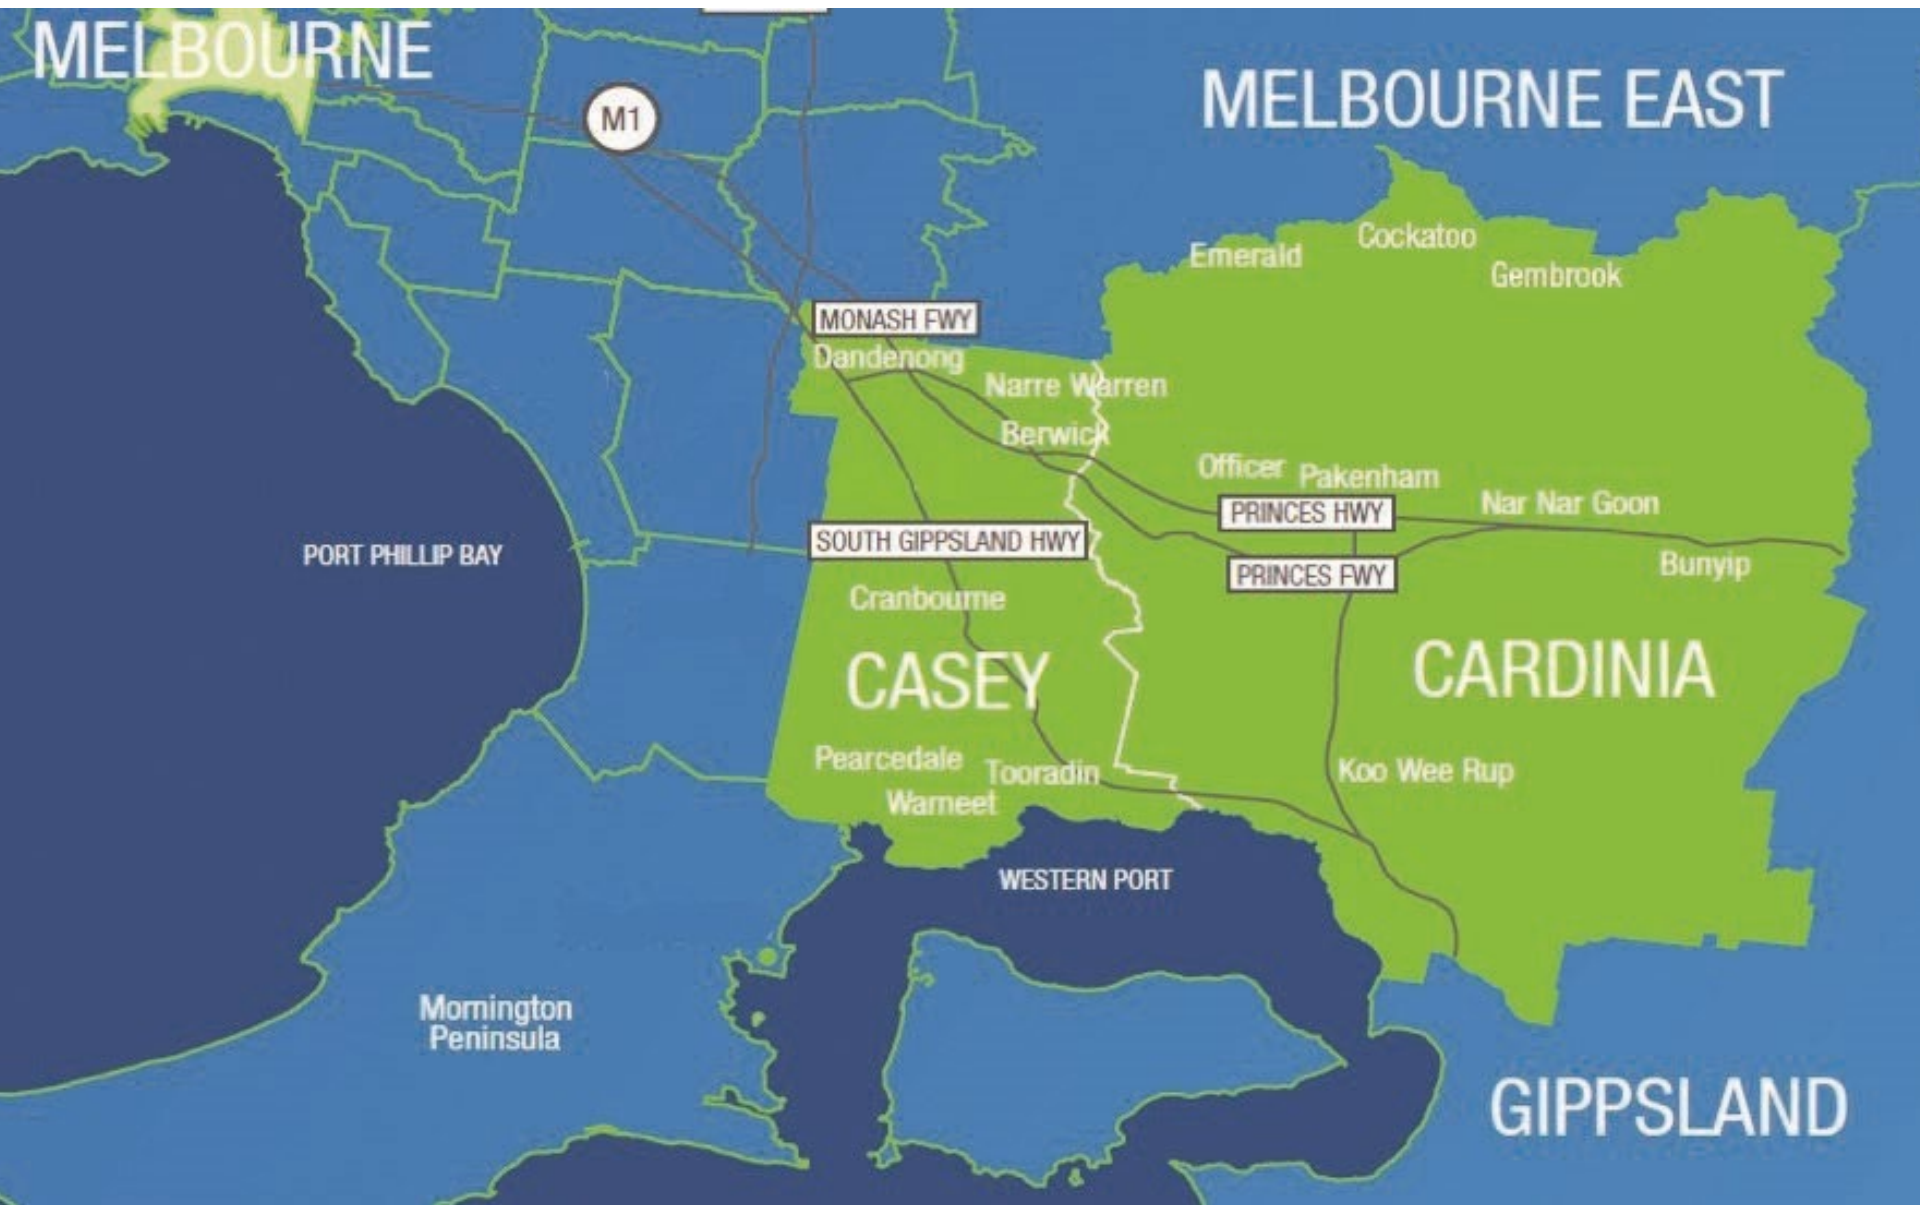 MELBOURNE
MELBOURNE EAST
M1
Cockatoo
Emerald
Gembrook
MONASH FWY
Dandenong
Narre Warren
Berwick
Officer
Pakenham
Nar Nar Goon
PRINCES HWY
SOUTH GIPPSLAND HWY
PORT PHILLIP BAY
Bunyip
PRINCES FWY
Cranbourne
CASEY
CARDINIA
Pearcedale
Tooradin
Koo Wee Rup
Warneet
WESTERN PORT
Mornington
Peninsula
GIPPSLAND